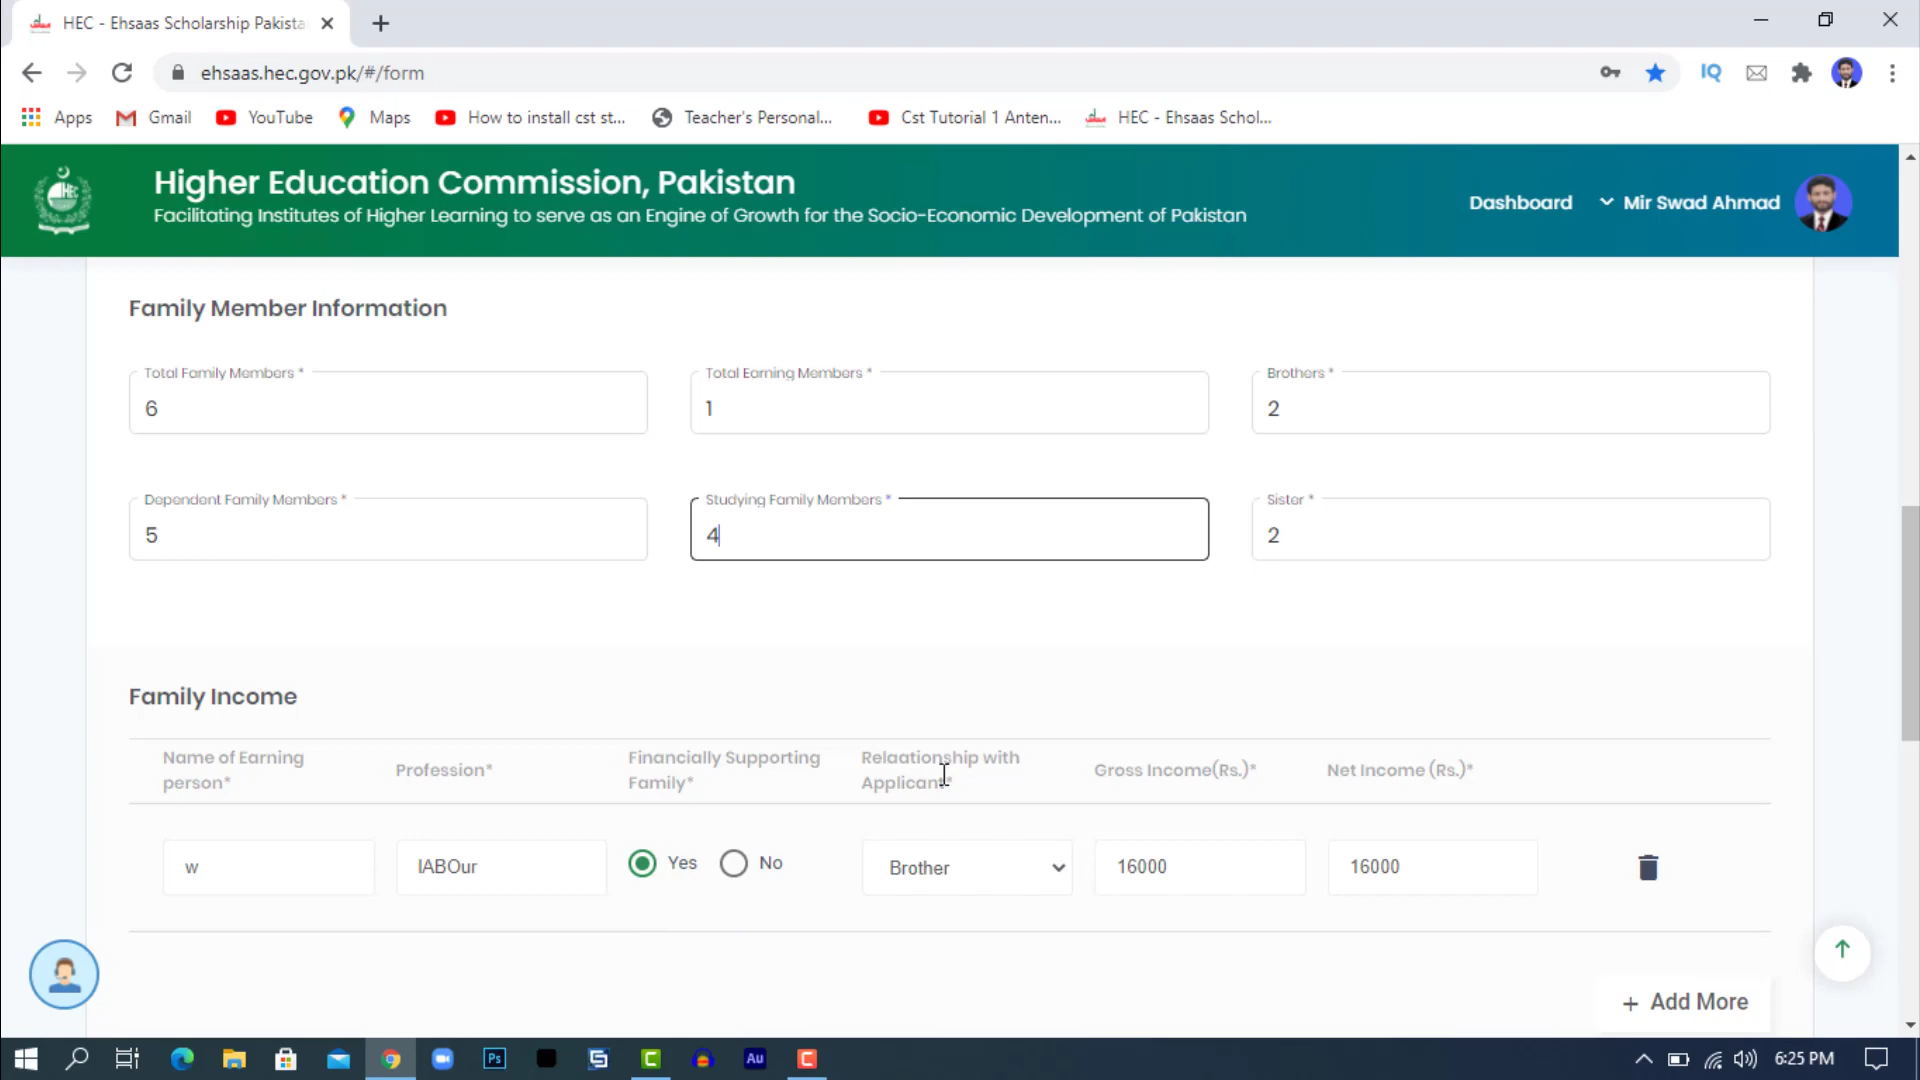 HEC - Ehsaas Scholarship Pakista
ehsaas.hec.gov.pk/#/form
IQ
Apps
Gmail
YouTube
Maps
How to install cst st...
Teacher's Personal...
Cst Tutorial 1 Anten...
HEC - Ehsaas Schol...
HEC
Higher Education Commission, Pakistan
Facilitating Institutes of Higher Learning to serve as an Engine of Growth for the Socio-Economic Development of Pakistan
Dashboard
Mir Swad Ahmad
Family Member Information
Total Family Members *
6
Total Earning Members *
1
Brothers *
2
Dependent Family Members *
5
Studying Family Members *
4
Sister *
2
Family Income
Name of Earning person*
Profession*
Financially Supporting Family*
Relaationship with Applicant*
Gross Income(Rs.)*
Net Income (Rs.)*
w
lABOur
Yes
No
Brother
16000
16000
+ Add More
Ps
Au
6:25 PM